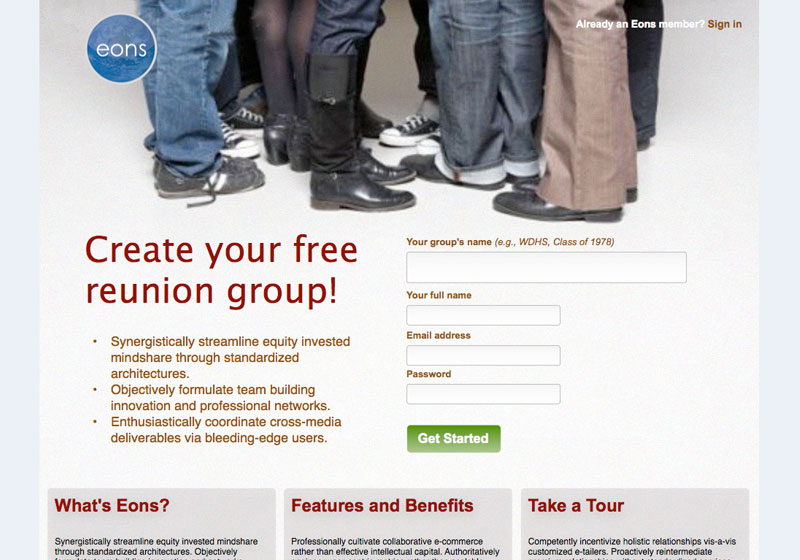 eons
Already an Eons member? Sign in
Create your free
reunion group!
• Synergistically streamline equity invested
mindshare through standardized
architectures.
• Objectively formulate team building
innovation and professional networks.
• Enthusiastically coordinate cross-media
deliverables via bleeding-edge users.
Your group's name (e.g., WDHS, Class of 1978)
Your full name
Email address
Password
Get Started
What's Eons?
Synergistically streamline equity invested mindshare
through standardized architectures. Objectively
Features and Benefits
Professionally cultivate collaborative e-commerce
rather than effective intellectual capital. Authoritatively
Take a Tour
Competently incentivize holistic relationships vis-a-vis
customized e-tailers. Proactively reintermediate